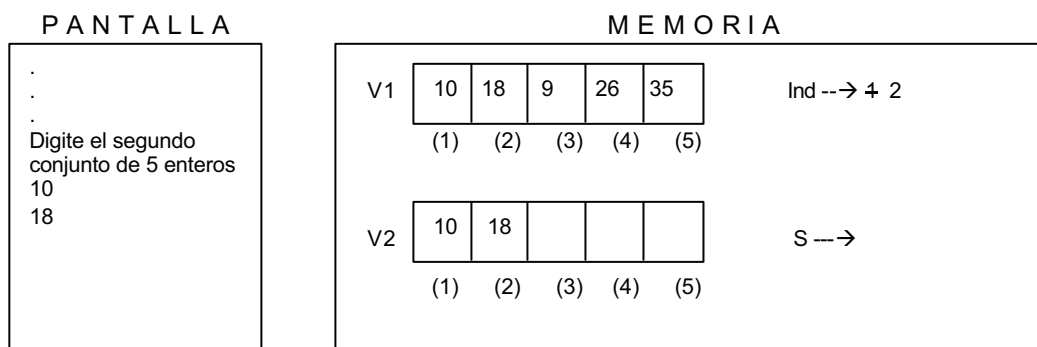 PANTALLA
MEMORIA
.
.
.
Digite el segundo
conjunto de 5 enteros
10
18
V1 10 18 9 26 35 Ind --→ 1 2
(1) (2) (3) (4) (5)
V2 10 18 S ---→
(1) (2) (3) (4) (5)